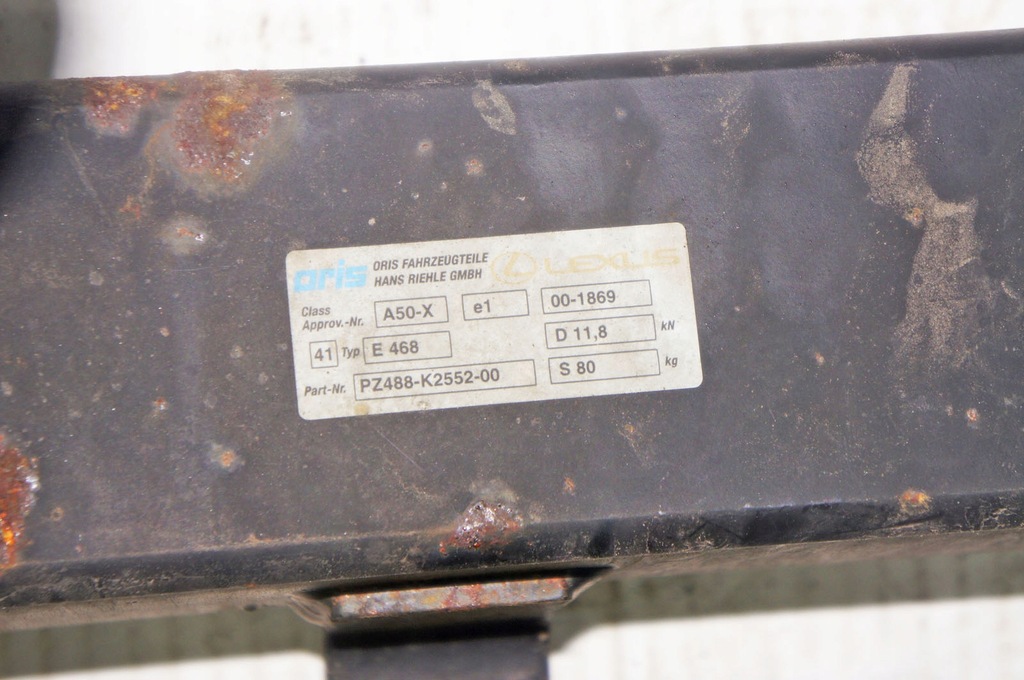 oris ORIS FAHRZEUGTEILE
HANS RIEHLE GMBH
LEXUS
Class
Approv.-Nr. A50-X e1 00-1869
41 Typ E 468 D 11,8 kN
Part-Nr. PZ488-K2552-00 S 80 kg